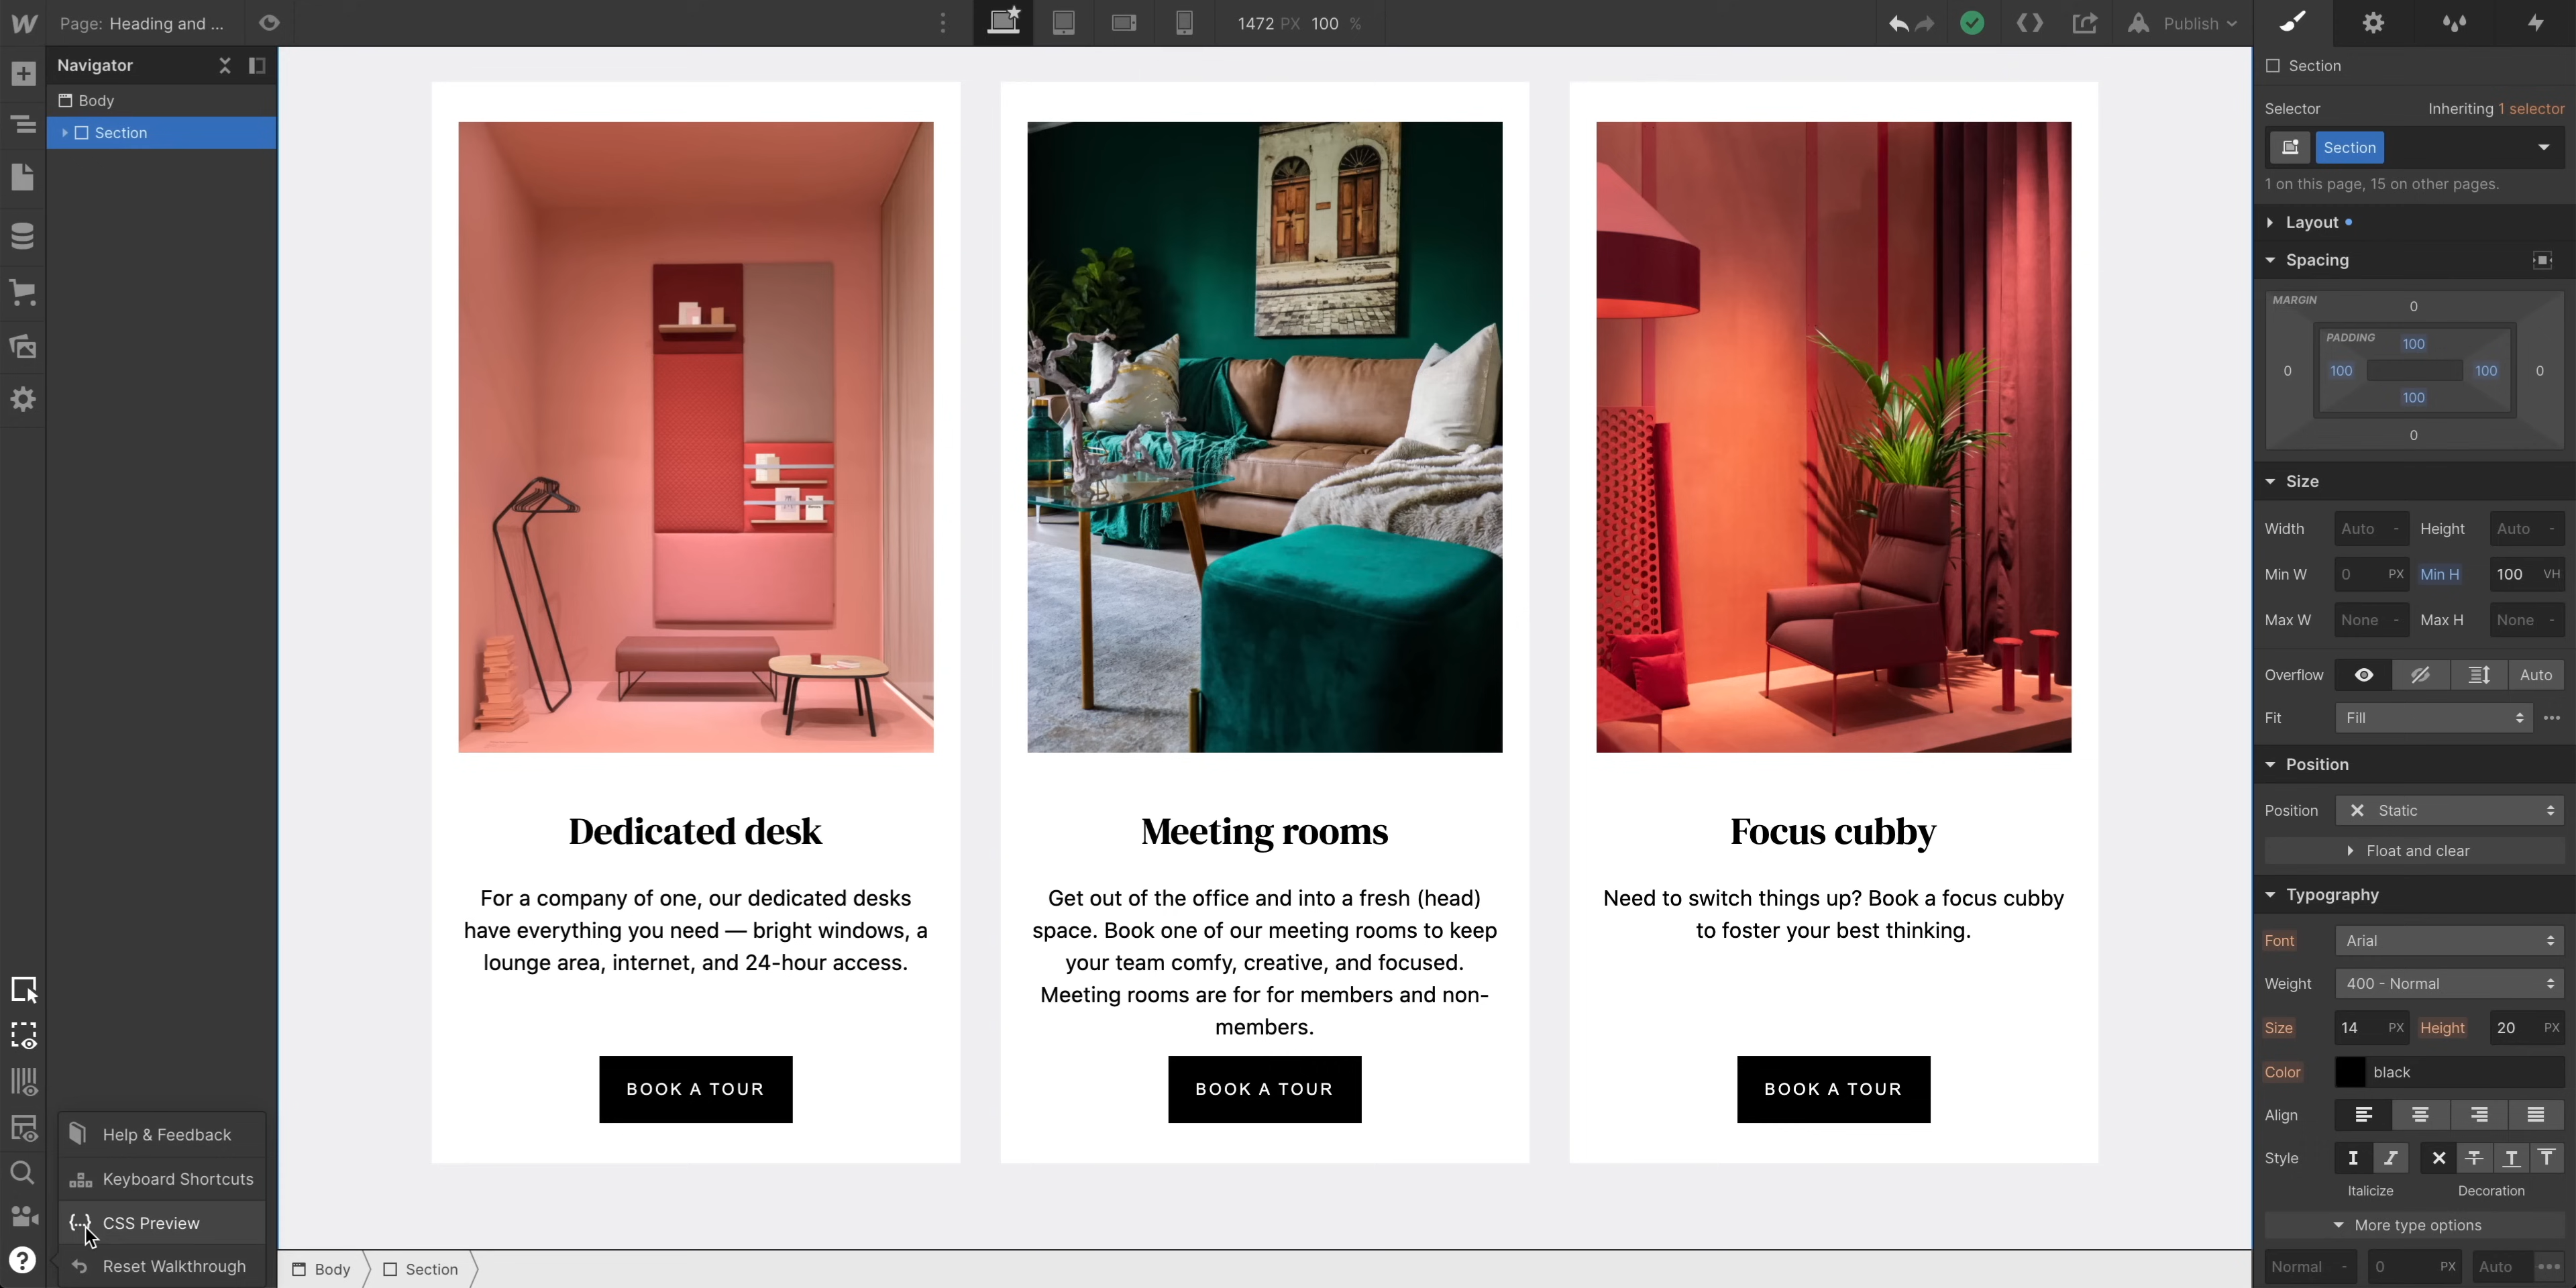 Page: Heading and ...
1472 PX 100 %
Publish
Navigator
Body
Section
Help & Feedback
Keyboard Shortcuts
{...} CSS Preview
? Reset Walkthrough
Dedicated desk
For a company of one, our dedicated desks
have everything you need — bright windows, a
lounge area, internet, and 24-hour access.
BOOK A TOUR
Meeting rooms
Get out of the office and into a fresh (head)
space. Book one of our meeting rooms to keep
your team comfy, creative, and focused.
Meeting rooms are for for members and non-
members.
BOOK A TOUR
Focus cubby
Need to switch things up? Book a focus cubby
to foster your best thinking.
BOOK A TOUR
Body Section
Section
Selector Inheriting 1 selector
Section
1 on this page, 15 on other pages.
Layout
Spacing
MARGIN
0
PADDING
100
0 100 100 0
100
0
Size
Width Auto - Height Auto -
Min W 0 PX Min H 100 VH
Max W None - Max H None -
Overflow Auto
Fit Fill
Position
Position Static
Float and clear
Typography
Font Arial
Weight 400 - Normal
Size 14 PX Height 20 PX
Color black
Align
Style
Italicize Decoration
More type options
Normal - 0 PX Auto